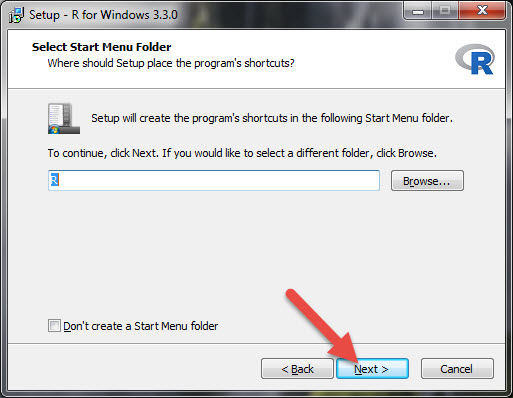 Setup - R for Windows 3.3.0
Select Start Menu Folder
Where should Setup place the program's shortcuts?
R
Setup will create the program's shortcuts in the following Start Menu folder.
To continue, click Next. If you would like to select a different folder, click Browse.
R
Browse...
Don't create a Start Menu folder
< Back
Next >
Cancel